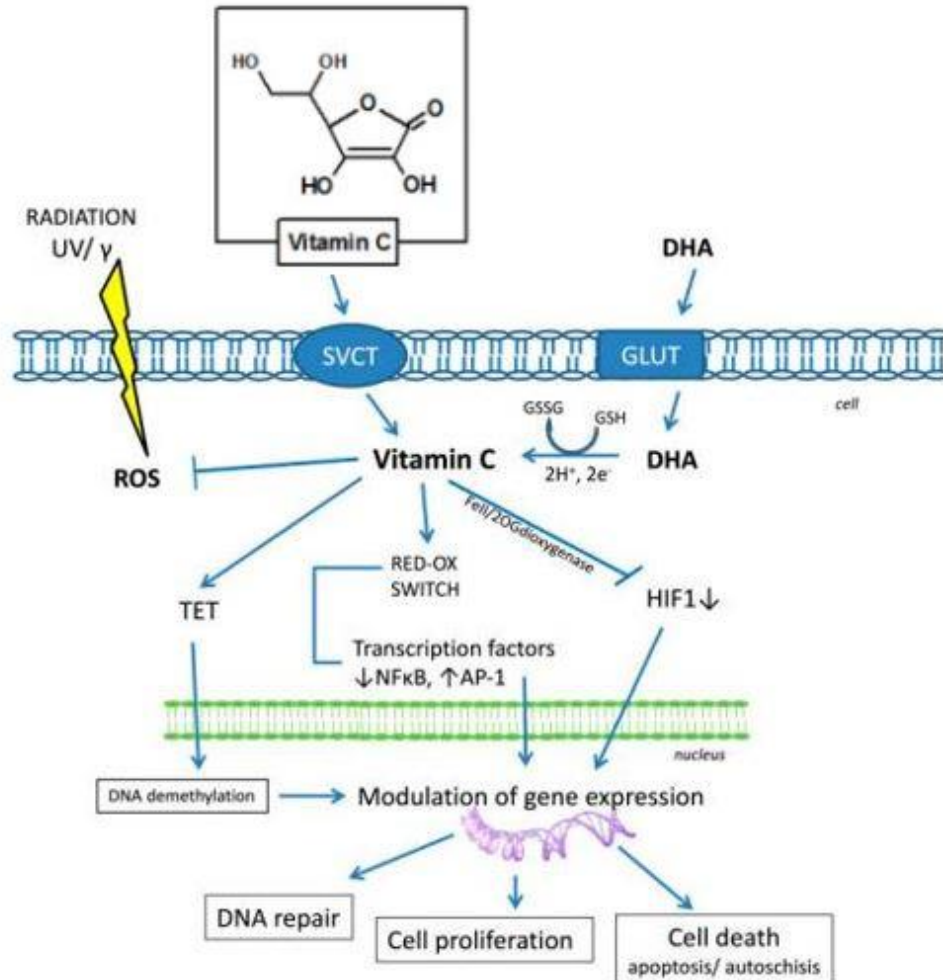 HO
OH
O
O
HO
OH
Vitamin C
RADIATION
UV/ γ
DHA
SVCT
GLUT
cell
GSSG
GSH
ROS
Vitamin C
DHA
2H⁺, 2e⁻
FeII/2OGdioxygenase
RED-OX
SWITCH
TET
HIF1↓
Transcription factors
↓NFκB, ↑AP-1
nucleus
DNA demethylation
Modulation of gene expression
DNA repair
Cell proliferation
Cell death
apoptosis/ autoschisis